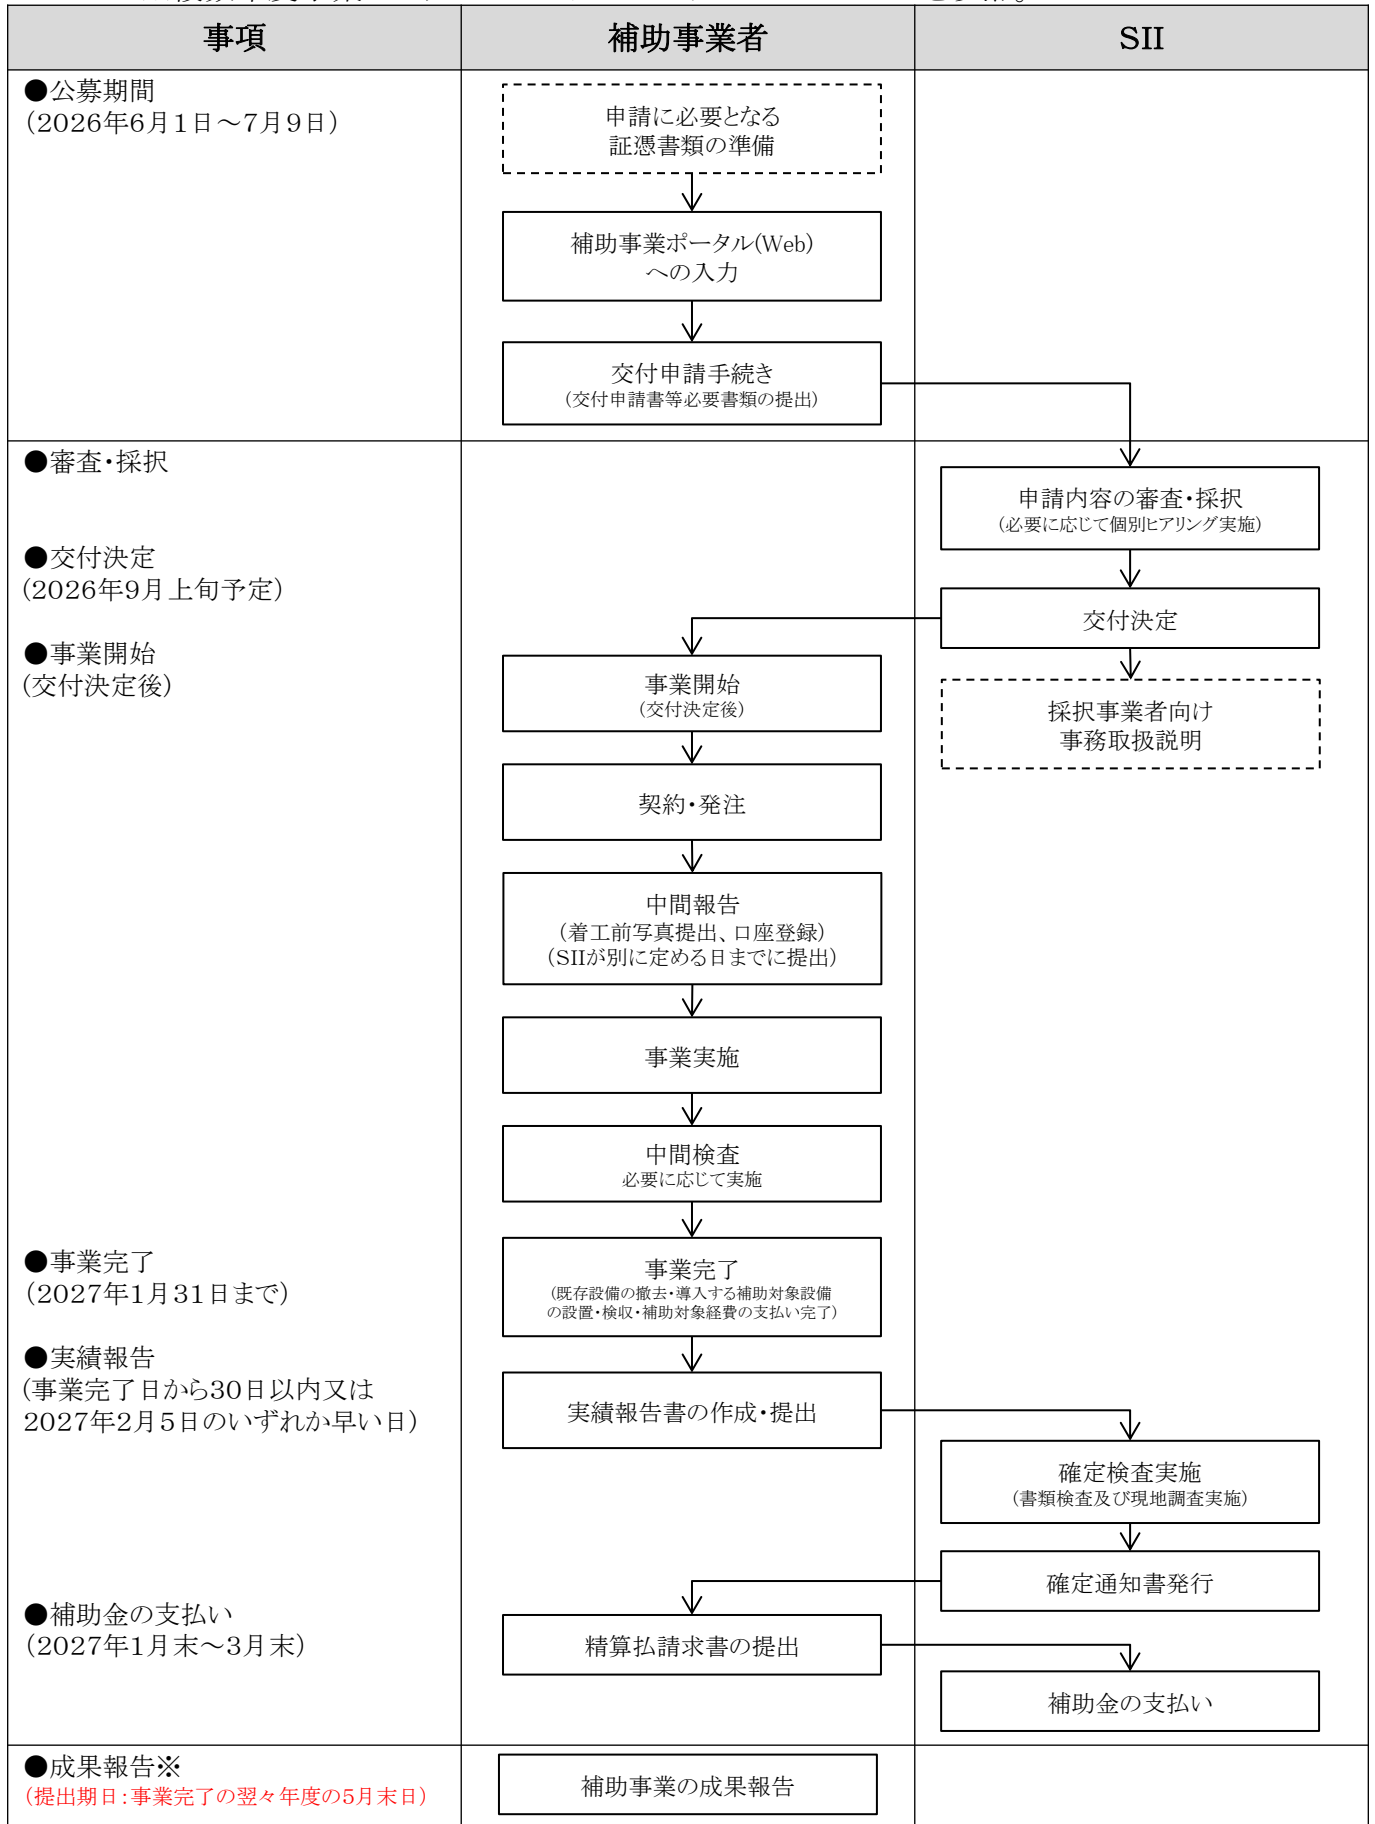 事項
補助事業者
SII
●公募期間
(2026年6月1日～7月9日)
申請に必要となる
証憑書類の準備
補助事業ポータル(Web)
への入力
交付申請手続き
(交付申請書等必要書類の提出)
●審査・採択
申請内容の審査・採択
(必要に応じて個別ヒアリング実施)
●交付決定
(2026年9月上旬予定)
交付決定
●事業開始
(交付決定後)
事業開始
(交付決定後)
採択事業者向け
事務取扱説明
契約・発注
中間報告
(着工前写真提出、口座登録)
(SIIが別に定める日までに提出)
事業実施
中間検査
必要に応じて実施
●事業完了
(2027年1月31日まで)
事業完了
(既存設備の撤去・導入する補助対象設備
の設置・検収・補助対象経費の支払い完了)
●実績報告
(事業完了日から30日以内又は
2027年2月5日のいずれか早い日)
実績報告書の作成・提出
確定検査実施
(書類検査及び現地調査実施)
確定通知書発行
●補助金の支払い
(2027年1月末～3月末)
精算払請求書の提出
補助金の支払い
●成果報告※
(提出期日:事業完了の翌々年度の5月末日)
補助事業の成果報告